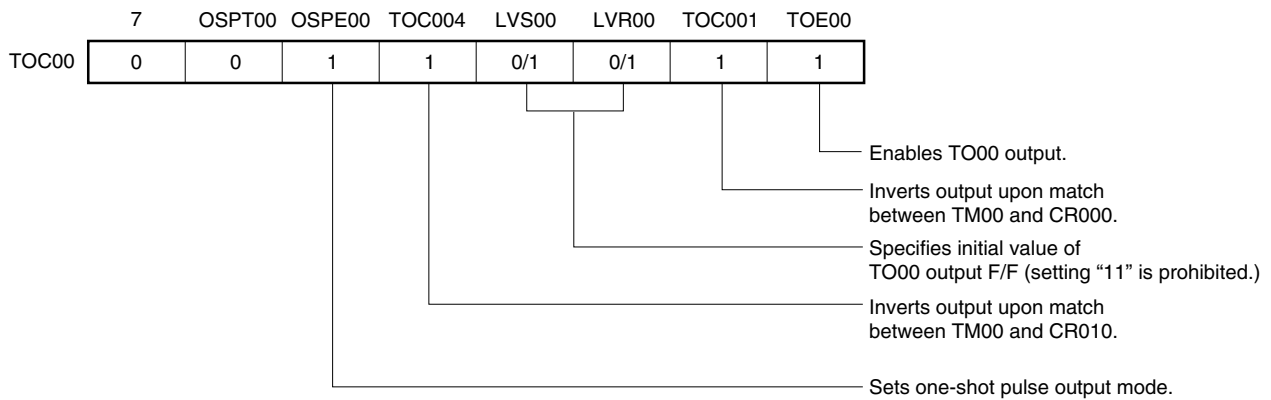 7 OSPT00 OSPE00 TOC004 LVS00 LVR00 TOC001 TOE00
TOC00 0 0 1 1 0/1 0/1 1 1
Enables TO00 output.
Inverts output upon match
between TM00 and CR000.
Specifies initial value of
TO00 output F/F (setting “11” is prohibited.)
Inverts output upon match
between TM00 and CR010.
Sets one-shot pulse output mode.